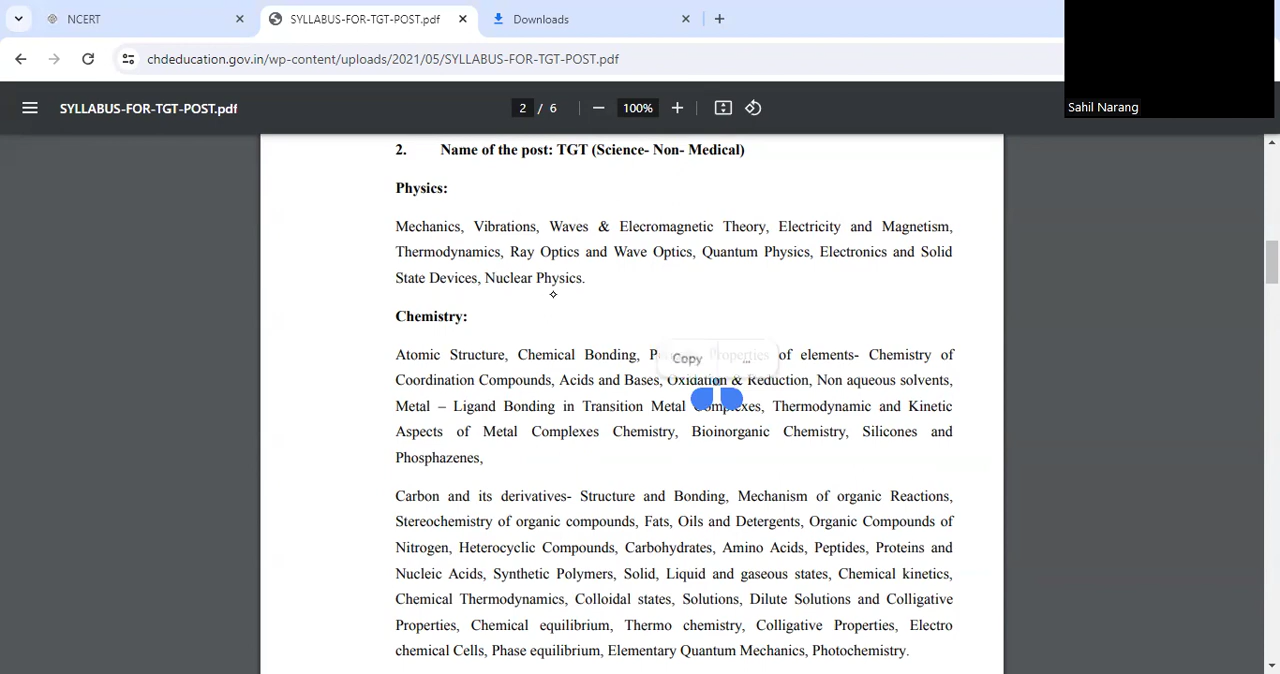 NCERT
SYLLABUS-FOR-TGT-POST.pdf
Downloads
chdeducation.gov.in/wp-content/uploads/2021/05/SYLLABUS-FOR-TGT-POST.pdf
Sahil Narang
SYLLABUS-FOR-TGT-POST.pdf
2 / 6
100%
2. Name of the post: TGT (Science- Non- Medical)
Physics:
Mechanics, Vibrations, Waves & Elecromagnetic Theory, Electricity and Magnetism,
Thermodynamics, Ray Optics and Wave Optics, Quantum Physics, Electronics and Solid
State Devices, Nuclear Physics.
Chemistry:
Atomic Structure, Chemical Bonding, Properties of elements- Chemistry of
Copy ...
Coordination Compounds, Acids and Bases, Oxidation & Reduction, Non aqueous solvents,
Metal – Ligand Bonding in Transition Metal Complexes, Thermodynamic and Kinetic
Aspects of Metal Complexes Chemistry, Bioinorganic Chemistry, Silicones and
Phosphazenes,
Carbon and its derivatives- Structure and Bonding, Mechanism of organic Reactions,
Stereochemistry of organic compounds, Fats, Oils and Detergents, Organic Compounds of
Nitrogen, Heterocyclic Compounds, Carbohydrates, Amino Acids, Peptides, Proteins and
Nucleic Acids, Synthetic Polymers, Solid, Liquid and gaseous states, Chemical kinetics,
Chemical Thermodynamics, Colloidal states, Solutions, Dilute Solutions and Colligative
Properties, Chemical equilibrium, Thermo chemistry, Colligative Properties, Electro
chemical Cells, Phase equilibrium, Elementary Quantum Mechanics, Photochemistry.